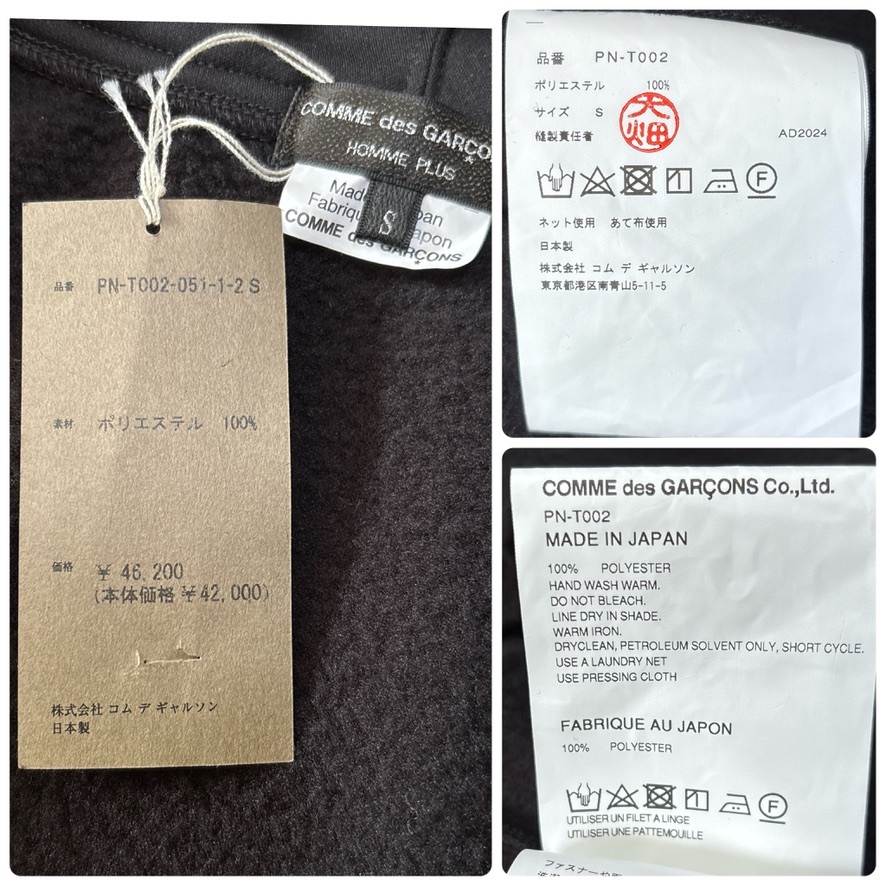 COMME des GARÇO
HOMME PLUS
S
COMME des GARÇONS
品番 PN-T002-051-1-2 S
素材 ポリエステル 100%
価格 ¥ 46,200
(本体価格 ¥42,000)
株式会社 コム デ ギャルソン
日本製
品番 PN-T002
ポリエステル 100%
サイズ S
縫製責任者 大畑 AD2024
F
ネット使用 あて布使用
日本製
株式会社 コム デ ギャルソン
東京都港区南青山5-11-5
COMME des GARÇONS Co.,Ltd.
PN-T002
MADE IN JAPAN
100% POLYESTER
HAND WASH WARM.
DO NOT BLEACH.
LINE DRY IN SHADE.
WARM IRON.
DRYCLEAN, PETROLEUM SOLVENT ONLY, SHORT CYCLE.
USE A LAUNDRY NET
USE PRESSING CLOTH
FABRIQUE AU JAPON
100% POLYESTER
F
UTILISER UN FILET A LINGE
UTILISER UNE PATTEMOUILLE